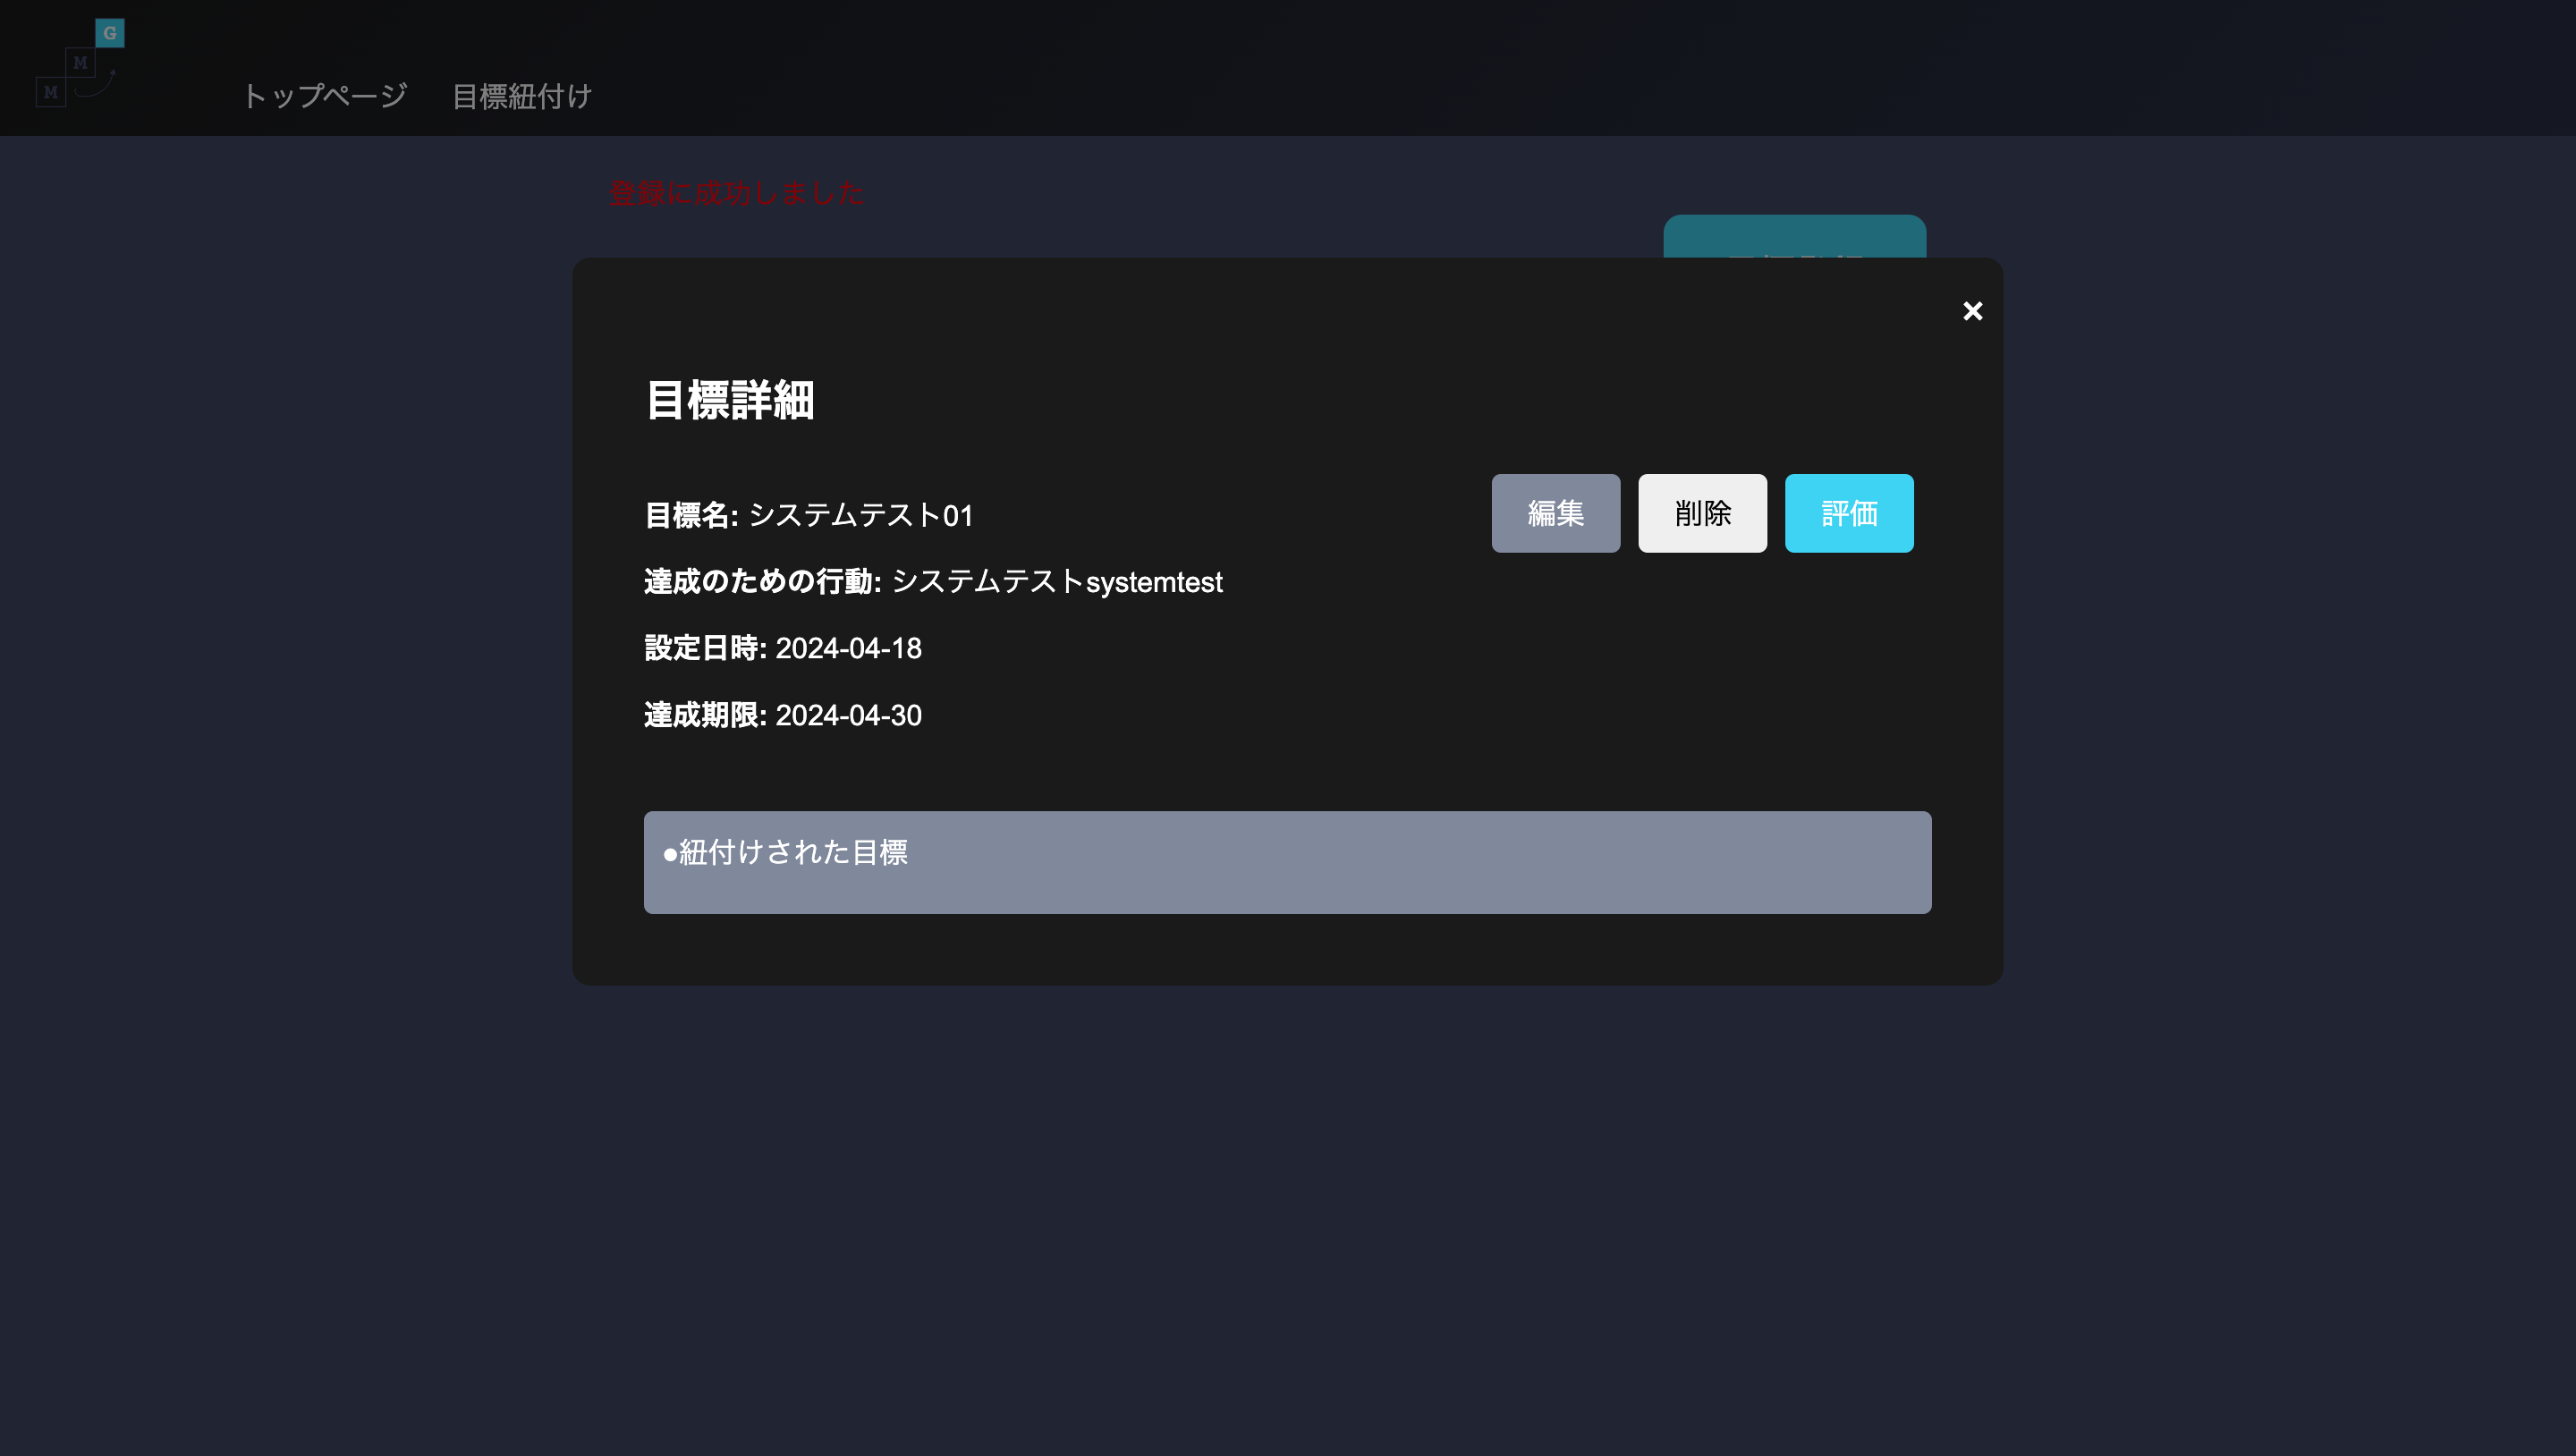 G
M
M
トップページ 目標紐付け
登録に成功しました
×
目標詳細
目標名: システムテスト01
編集 削除 評価
達成のための行動: システムテストsystemtest
設定日時: 2024-04-18
達成期限: 2024-04-30
●紐付けされた目標